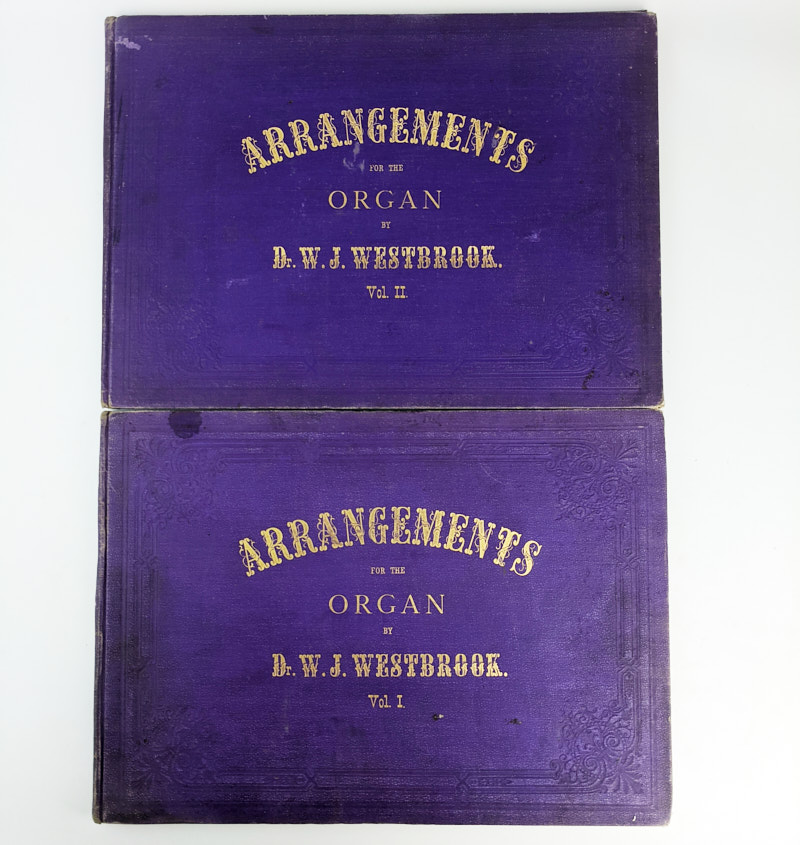 ARRANGEMENTS
FOR THE
ORGAN
BY
Dr. W. J. WESTBROOK.
Vol. II.
ARRANGEMENTS
FOR THE
ORGAN
BY
Dr. W. J. WESTBROOK.
Vol. I.